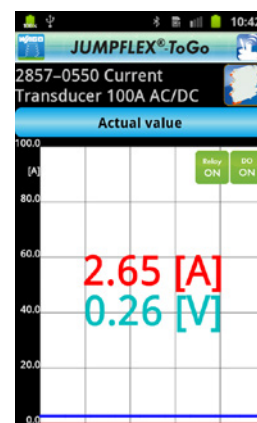 10:42
WAGO
JUMPFLEX®-ToGo
2857–0550 Current
Transducer 100A AC/DC
Actual value
100.0
[A]
Relay
ON
DO
ON
80.0
60.0
2.65 [A]
0.26 [V]
40.0
20.0
0.0